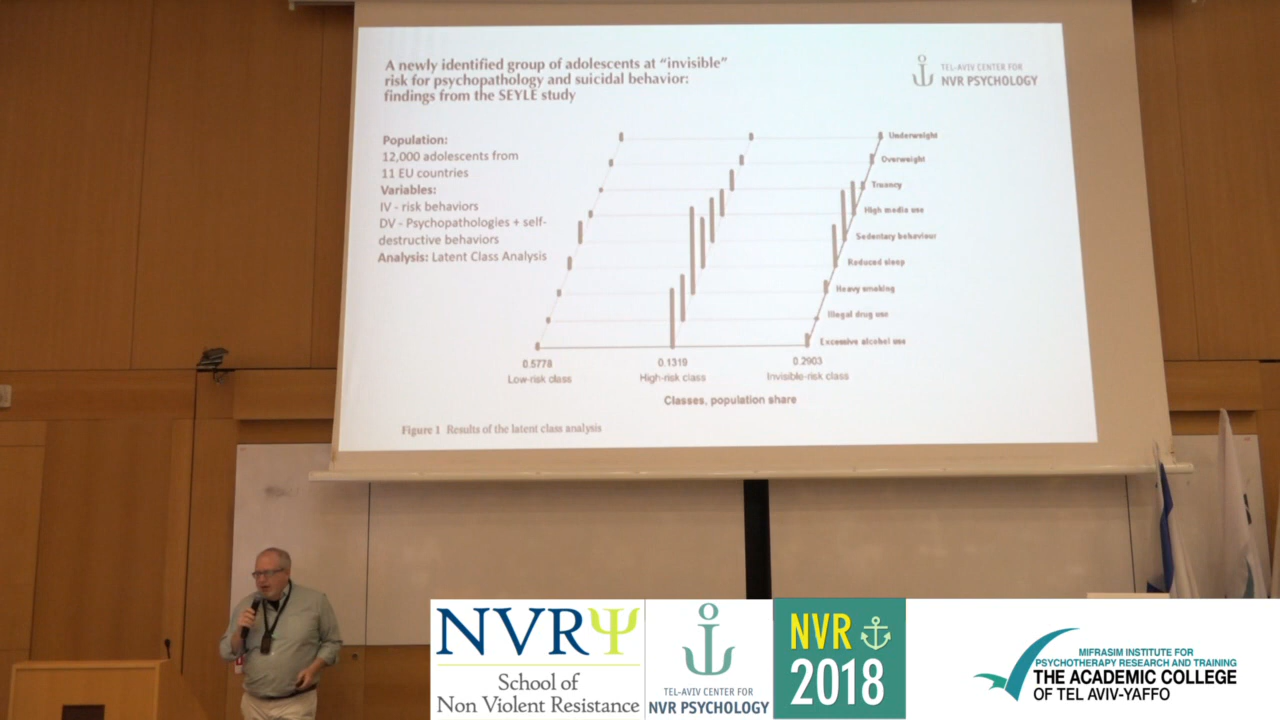 A newly identified group of adolescents at “invisible”
risk for psychopathology and suicidal behavior:
findings from the SEYLE study
TEL-AVIV CENTER FOR
NVR PSYCHOLOGY
Population:
12,000 adolescents from
11 EU countries
Variables:
IV - risk behaviors
DV - Psychopathologies + self-
destructive behaviors
Analysis: Latent Class Analysis
Underweight
Overweight
Truancy
High media use
Sedentary behaviour
Reduced sleep
Heavy smoking
Illegal drug use
Excessive alcohol use
0.5778
0.1319
0.2903
Low-risk class
High-risk class
Invisible-risk class
Classes, population share
Figure 1 Results of the latent class analysis
NVRΨ
School of
Non Violent Resistance
TEL-AVIV CENTER FOR
NVR PSYCHOLOGY
NVR
2018
MIFRASIM INSTITUTE FOR
PSYCHOTHERAPY RESEARCH AND TRAINING
THE ACADEMIC COLLEGE
OF TEL AVIV-YAFFO